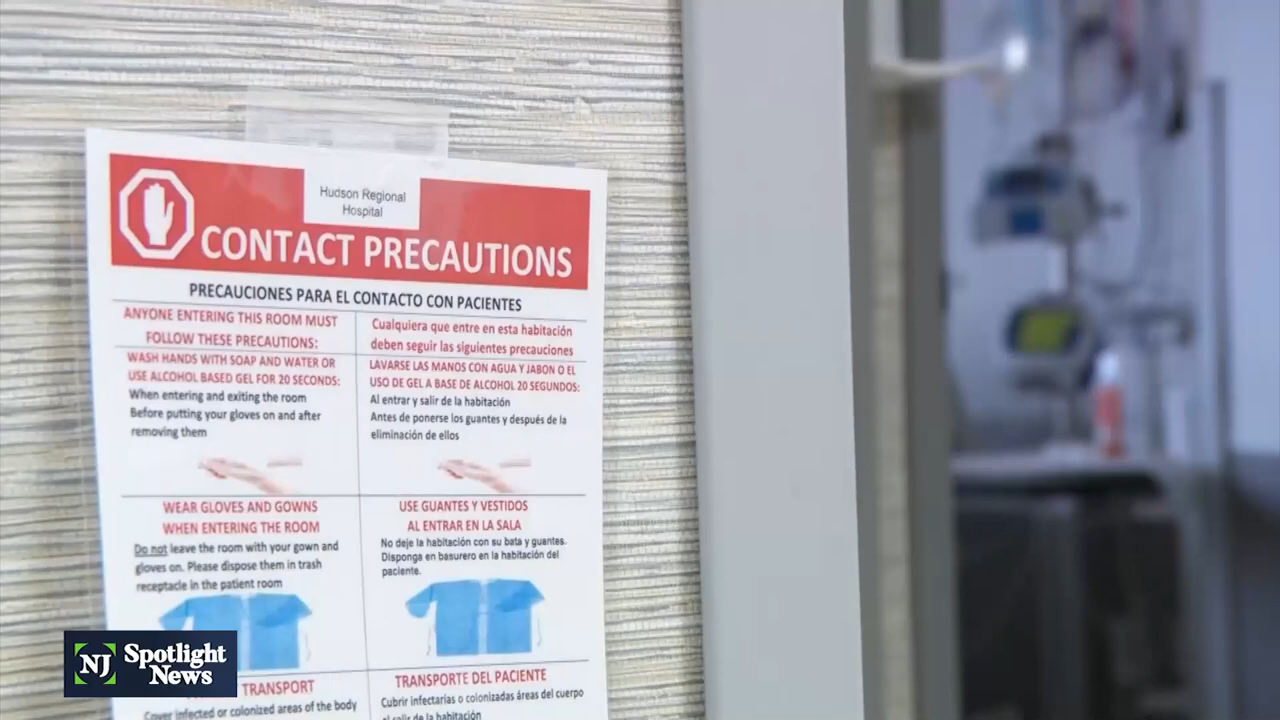 Hudson Regional
Hospital
CONTACT PRECAUTIONS
PRECAUCIONES PARA EL CONTACTO CON PACIENTES
ANYONE ENTERING THIS ROOM MUST
FOLLOW THESE PRECAUTIONS:
Cualquiera que entre en esta habitación
deben seguir las siguientes precauciones
WASH HANDS WITH SOAP AND WATER OR
USE ALCOHOL BASED GEL FOR 20 SECONDS:
When entering and exiting the room
Before putting your gloves on and after
removing them
LAVARSE LAS MANOS CON AGUA Y JABON O EL
USO DE GEL A BASE DE ALCOHOL 20 SEGUNDOS:
Al entrar y salir de la habitación
Antes de ponerse los guantes y después de la
eliminación de ellos
WEAR GLOVES AND GOWNS
WHEN ENTERING THE ROOM
Do not leave the room with your gown and
gloves on. Please dispose them in trash
receptacle in the patient room
USE GUANTES Y VESTIDOS
AL ENTRAR EN LA SALA
No deje la habitación con su bata y guantes.
Disponga en basurero en la habitación del
paciente.
TRANSPORT
Cover infected or colonized areas of the body
TRANSPORTE DEL PACIENTE
Cubrir infectarias o colonizadas áreas del cuerpo
al salir de la habitación
NJ Spotlight
News